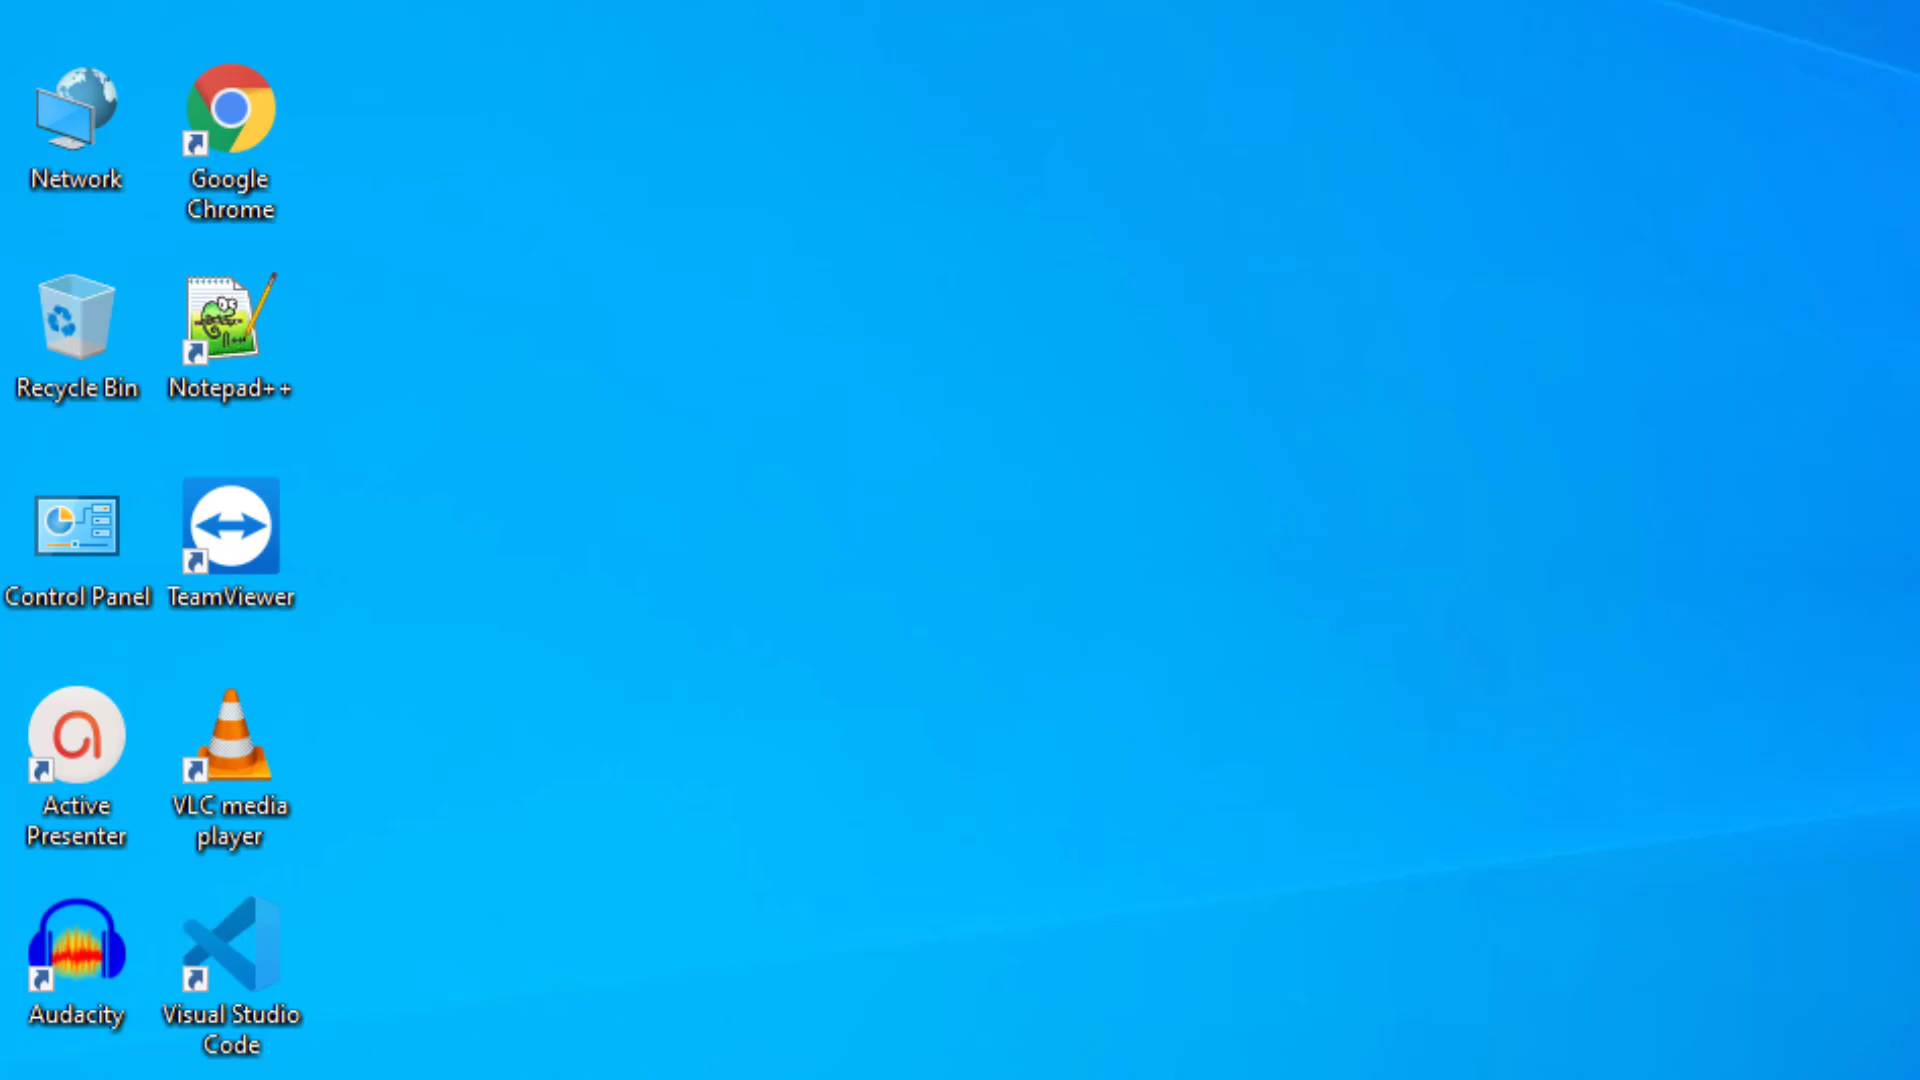 Network
Google
Chrome
Recycle Bin
Notepad++
Control Panel
TeamViewer
Active
Presenter
VLC media
player
Audacity
Visual Studio
Code